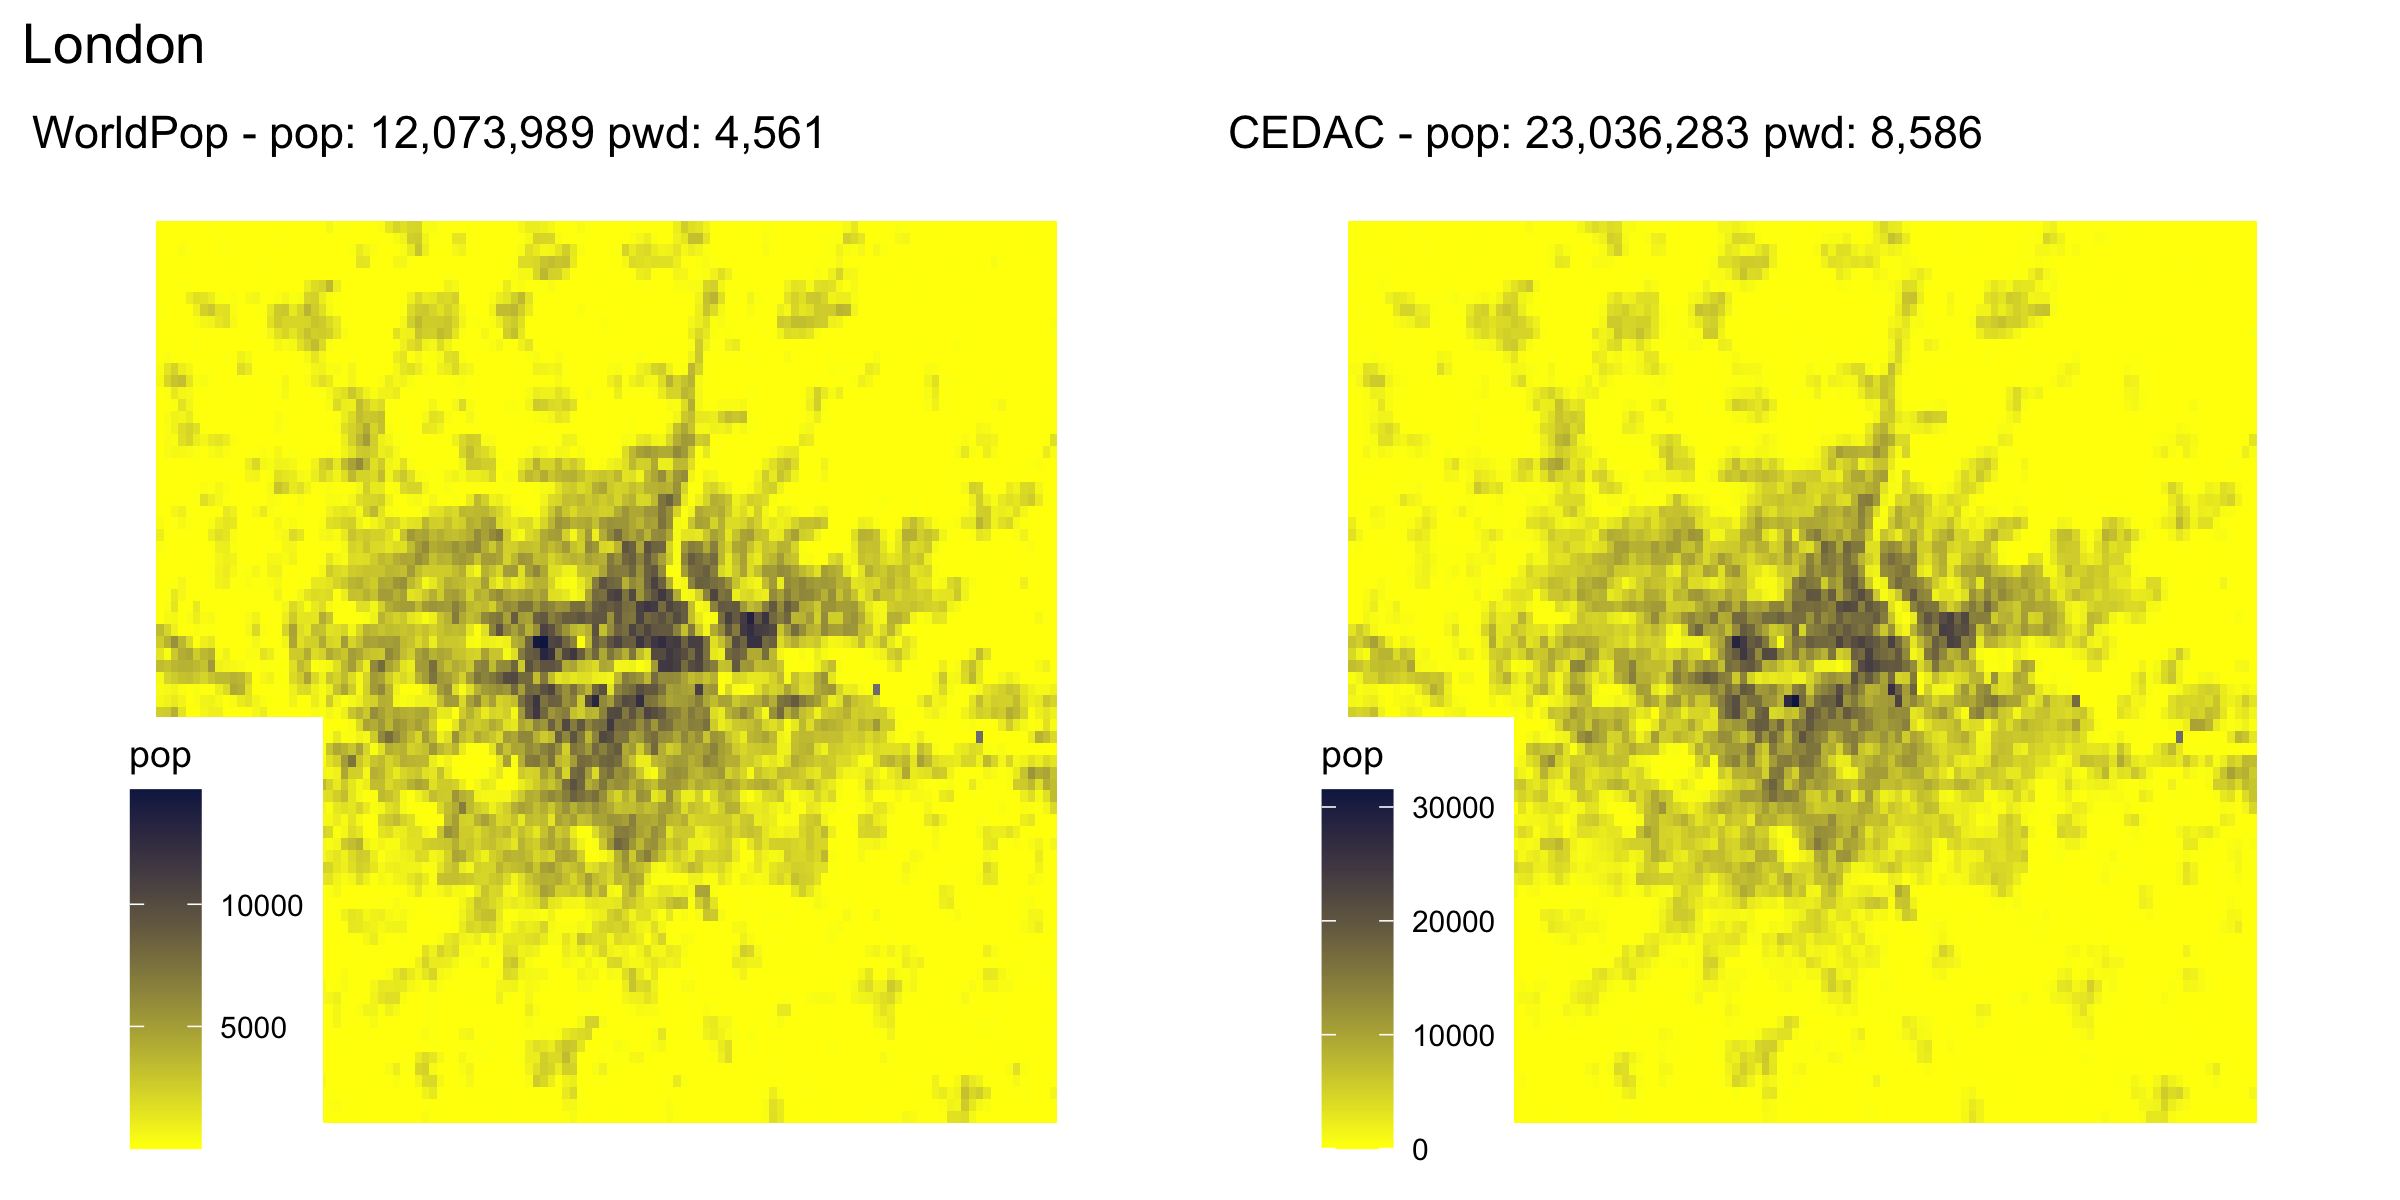 London
WorldPop - pop: 12,073,989 pwd: 4,561
CEDAC - pop: 23,036,283 pwd: 8,586
pop
10000
5000
pop
30000
20000
10000
0